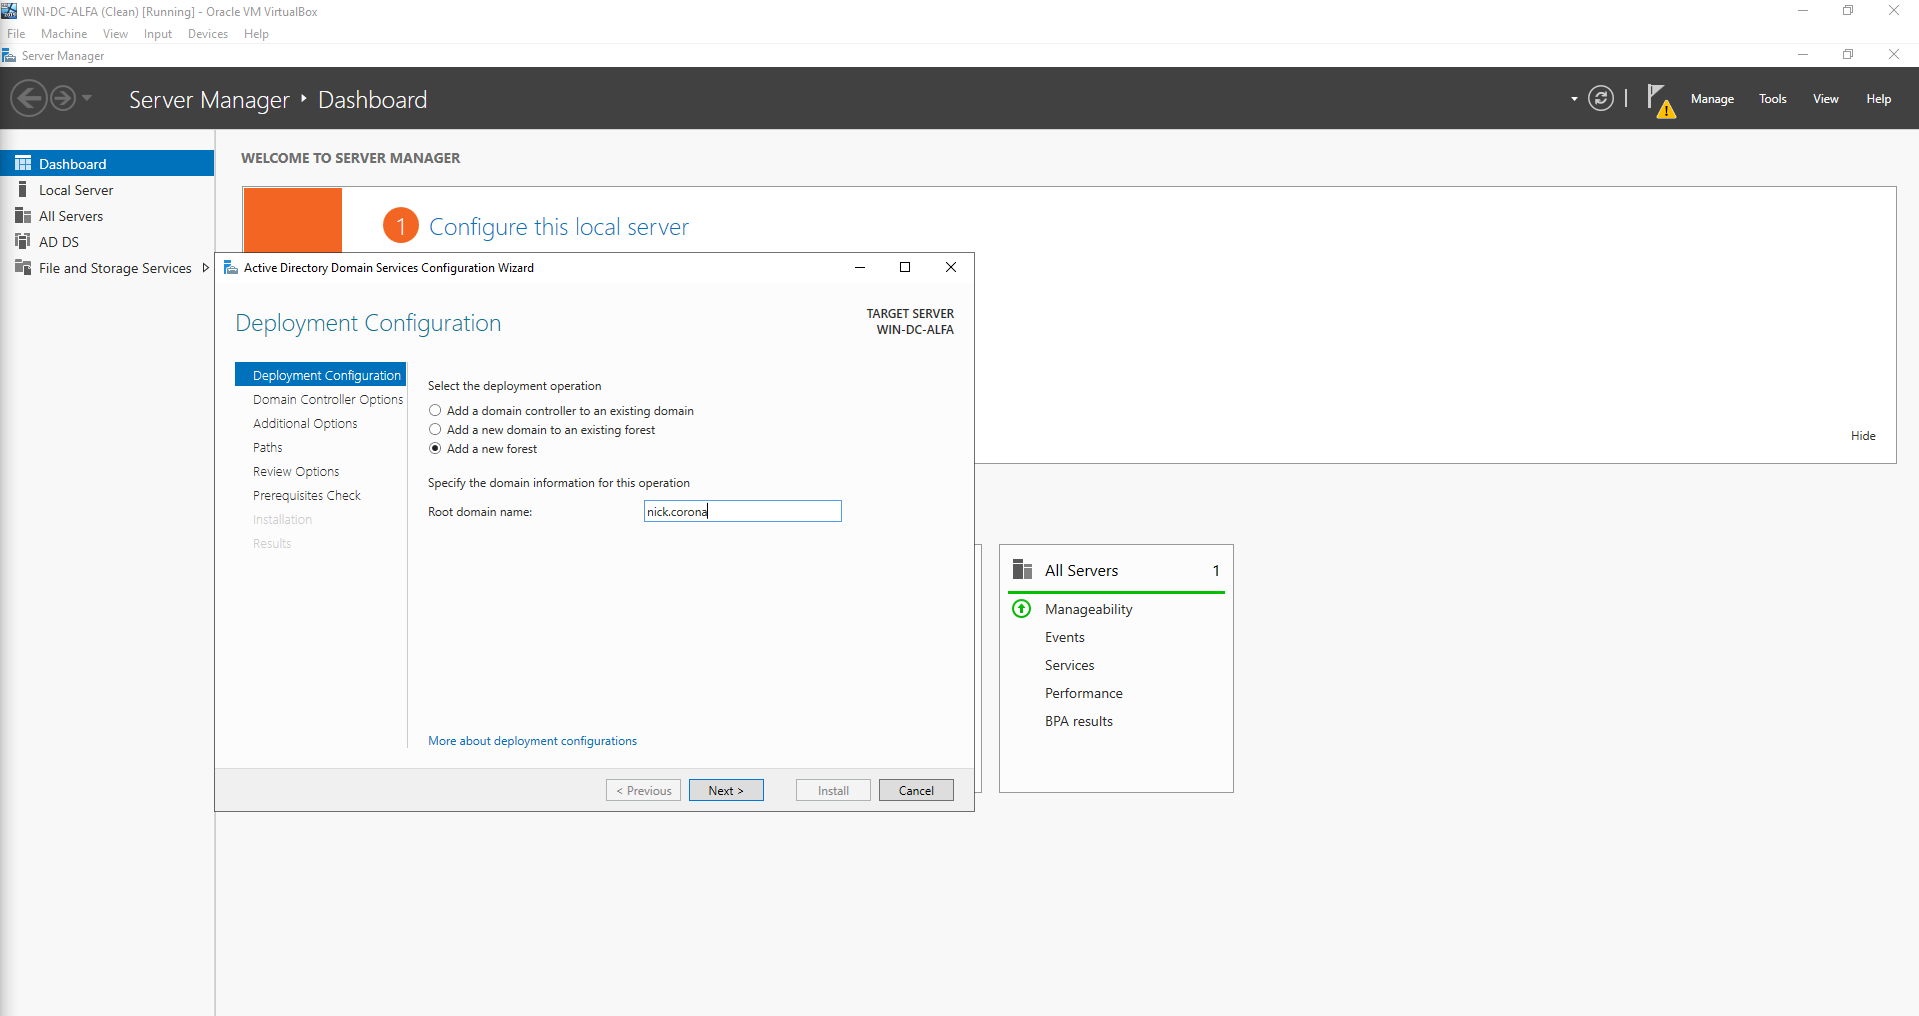 WIN-DC-ALFA (Clean) [Running] - Oracle VM VirtualBox
File Machine View Input Devices Help
Server Manager
Server Manager Dashboard
Manage Tools View Help
Dashboard
Local Server
All Servers
AD DS
File and Storage Services
WELCOME TO SERVER MANAGER
1 Configure this local server
Hide
Active Directory Domain Services Configuration Wizard
Deployment Configuration
TARGET SERVER
WIN-DC-ALFA
Deployment Configuration
Domain Controller Options
Additional Options
Paths
Review Options
Prerequisites Check
Installation
Results
Select the deployment operation
Add a domain controller to an existing domain
Add a new domain to an existing forest
Add a new forest
Specify the domain information for this operation
Root domain name: nick.corona
More about deployment configurations
< Previous Next > Install Cancel
All Servers 1
Manageability
Events
Services
Performance
BPA results